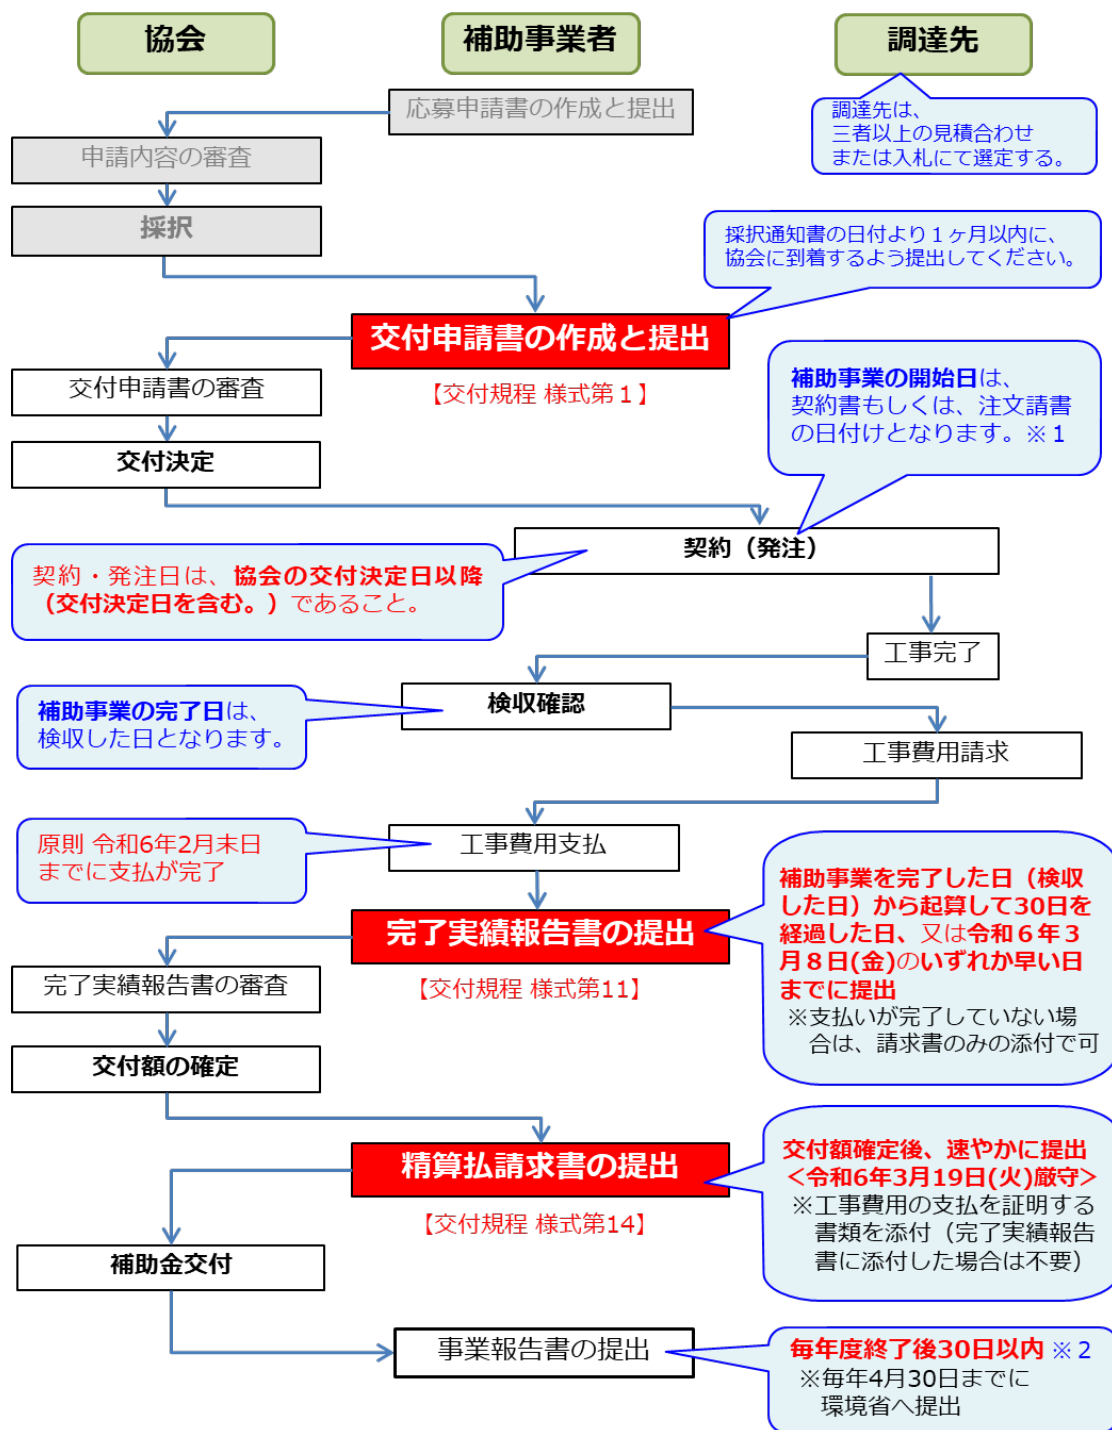 協会
補助事業者
調達先
応募申請書の作成と提出
調達先は、
三者以上の見積合わせ
または入札にて選定する。
申請内容の審査
採択
採択通知書の日付より１ヶ月以内に、
協会に到着するよう提出してください。
交付申請書の作成と提出
【交付規程 様式第１】
交付申請書の審査
補助事業の開始日は、
契約書もしくは、注文請書
の日付けとなります。※１
交付決定
契約（発注）
契約・発注日は、協会の交付決定日以降
（交付決定日を含む。）であること。
工事完了
検収確認
補助事業の完了日は、
検収した日となります。
工事費用請求
原則 令和6年2月末日
までに支払が完了
工事費用支払
補助事業を完了した日（検収
した日）から起算して30日を
経過した日、又は令和６年３
月８日(金)のいずれか早い日
までに提出
※支払いが完了していない場
合は、請求書のみの添付で可
完了実績報告書の提出
【交付規程 様式第11】
完了実績報告書の審査
交付額の確定
精算払請求書の提出
【交付規程 様式第14】
交付額確定後、速やかに提出
＜令和6年3月19日(火)厳守＞
※工事費用の支払を証明する
書類を添付（完了実績報告
書に添付した場合は不要）
補助金交付
事業報告書の提出
毎年度終了後30日以内 ※２
※毎年4月30日までに
環境省へ提出